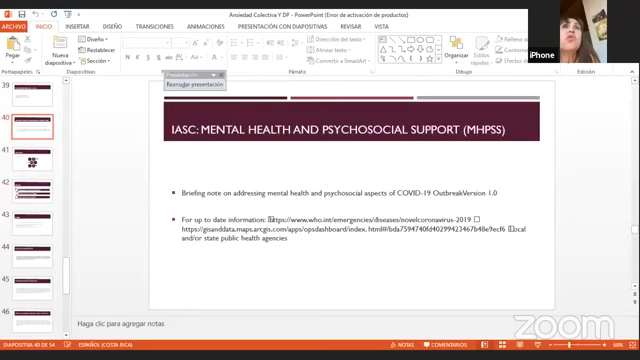 Ansiedad Colectiva Y DP - PowerPoint (Error de activación de productos)
ARCHIVO INICIO INSERTAR DISEÑO TRANSICIONES ANIMACIONES PRESENTACIÓN CON DIAPOSITIVAS REVISAR VISTA
Pegar
Nueva diapositiva
Diseño
Restablecer
Sección
Dirección del texto
Alinear texto
Convertir a SmartArt
Organizar
Estilos
Relleno de
Contorno
Efectos
Portapapeles
Diapositivas
Párrafo
Dibujo
Presentación
Reanudar presentación
iPhone
39
40
41
42
43
44
45
46
IASC: MENTAL HEALTH AND PSYCHOSOCIAL SUPPORT (MHPSS)
Briefing note on addressing mental health and psychosocial aspects of COVID-19 OutbreakVersion 1.0
For up to date information: https://www.who.int/emergencies/diseases/novelcoronavirus-2019
https://gisanddata.maps.arcgis.com/apps/opsdashboard/index. html#/bda7594740fd40299423467b48e9ecf6 Local
and/or state public health agencies
Haga clic para agregar notas
DIAPOSITIVA 40 DE 54 ESPAÑOL (COSTA RICA) NOTAS COMENTARIOS 68%
zoom